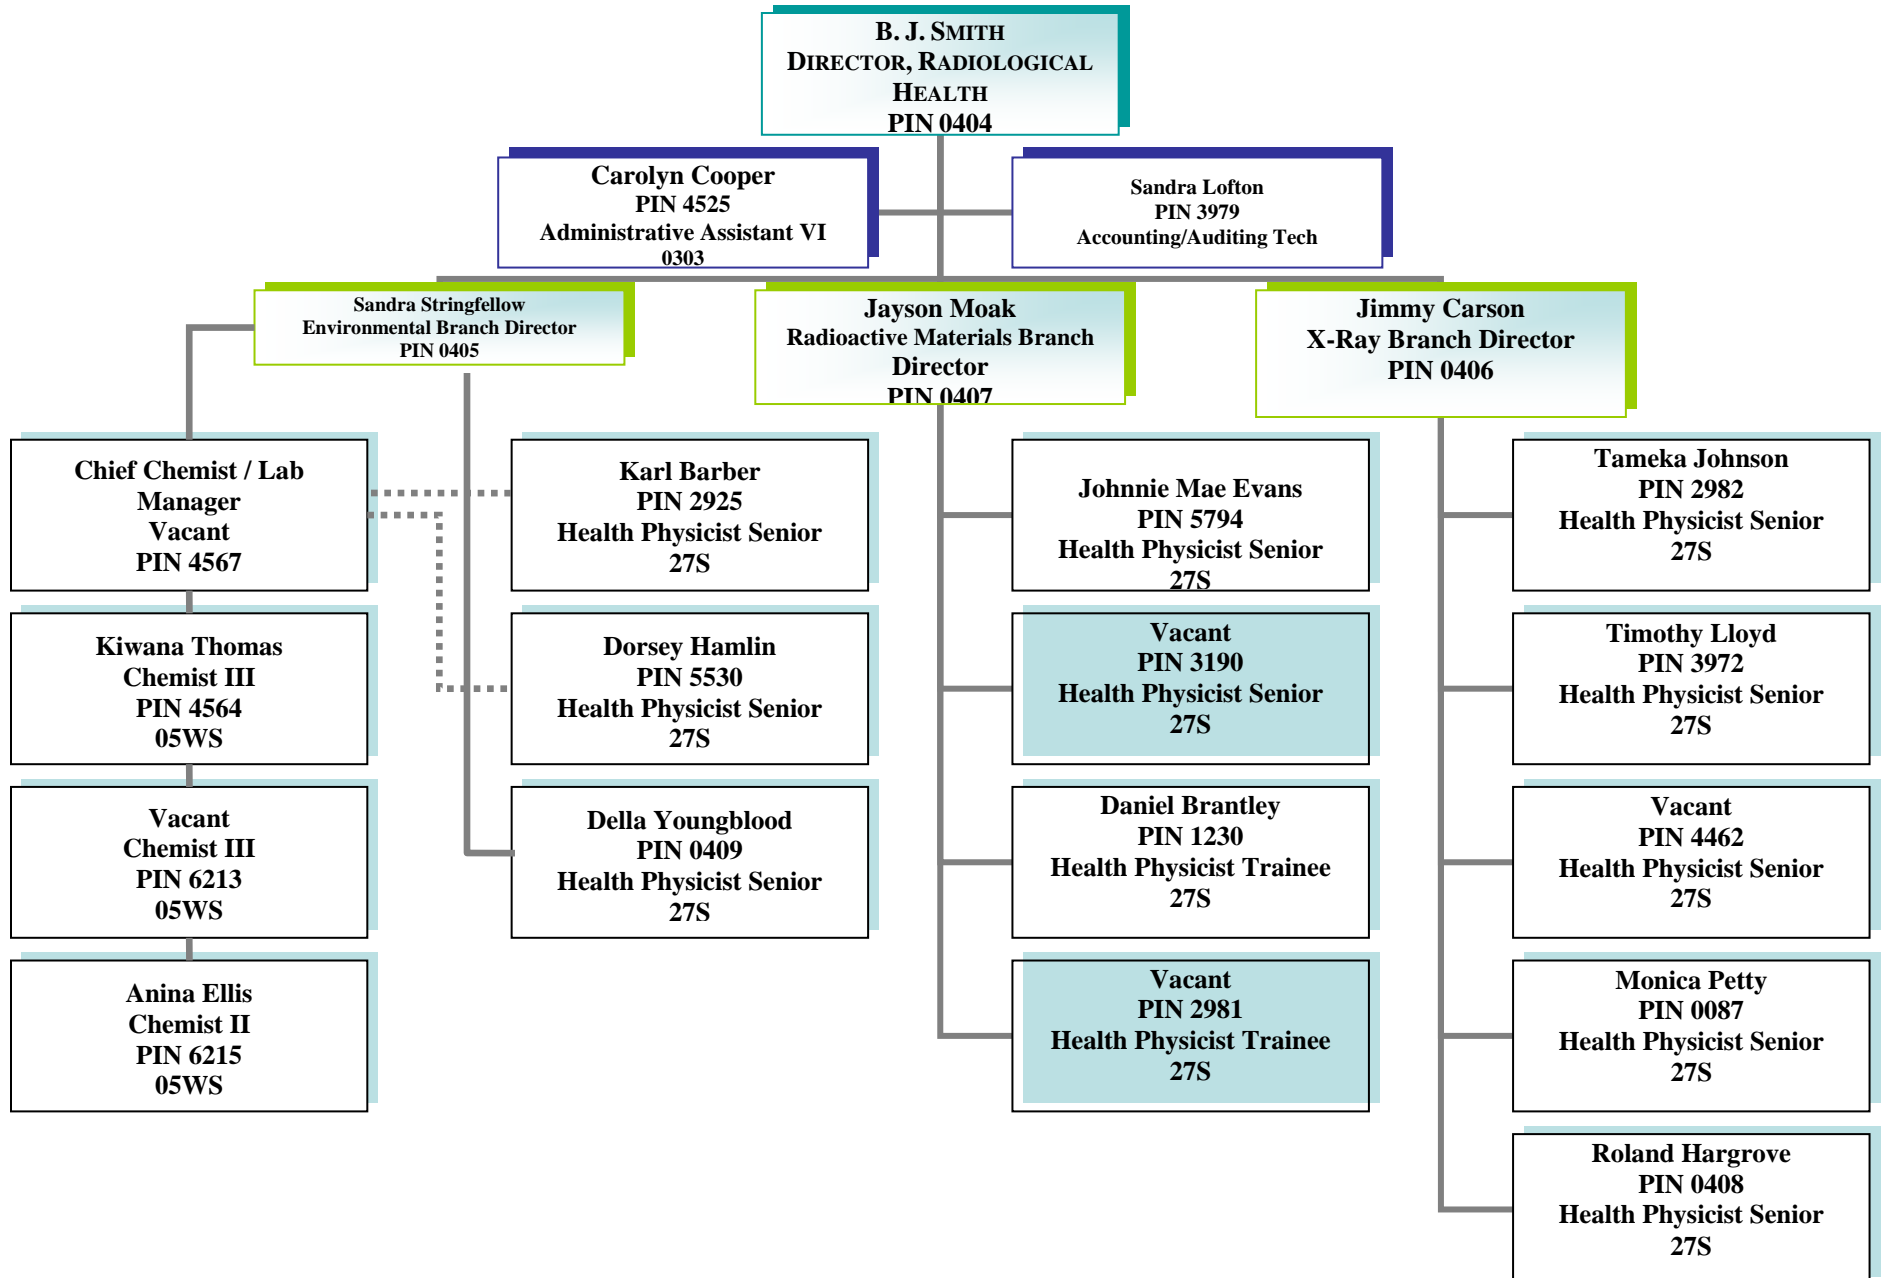 B. J. SMITH
DIRECTOR, RADIOLOGICAL
HEALTH
PIN 0404
Carolyn Cooper
PIN 4525
Administrative Assistant VI
0303
Sandra Lofton
PIN 3979
Accounting/Auditing Tech
Sandra Stringfellow
Environmental Branch Director
PIN 0405
Jayson Moak
Radioactive Materials Branch
Director
PIN 0407
Jimmy Carson
X-Ray Branch Director
PIN 0406
Chief Chemist / Lab
Manager
Vacant
PIN 4567
Kiwana Thomas
Chemist III
PIN 4564
05WS
Vacant
Chemist III
PIN 6213
05WS
Anina Ellis
Chemist II
PIN 6215
05WS
Karl Barber
PIN 2925
Health Physicist Senior
27S
Dorsey Hamlin
PIN 5530
Health Physicist Senior
27S
Della Youngblood
PIN 0409
Health Physicist Senior
27S
Johnnie Mae Evans
PIN 5794
Health Physicist Senior
27S
Vacant
PIN 3190
Health Physicist Senior
27S
Daniel Brantley
PIN 1230
Health Physicist Trainee
27S
Vacant
PIN 2981
Health Physicist Trainee
27S
Tameka Johnson
PIN 2982
Health Physicist Senior
27S
Timothy Lloyd
PIN 3972
Health Physicist Senior
27S
Vacant
PIN 4462
Health Physicist Senior
27S
Monica Petty
PIN 0087
Health Physicist Senior
27S
Roland Hargrove
PIN 0408
Health Physicist Senior
27S